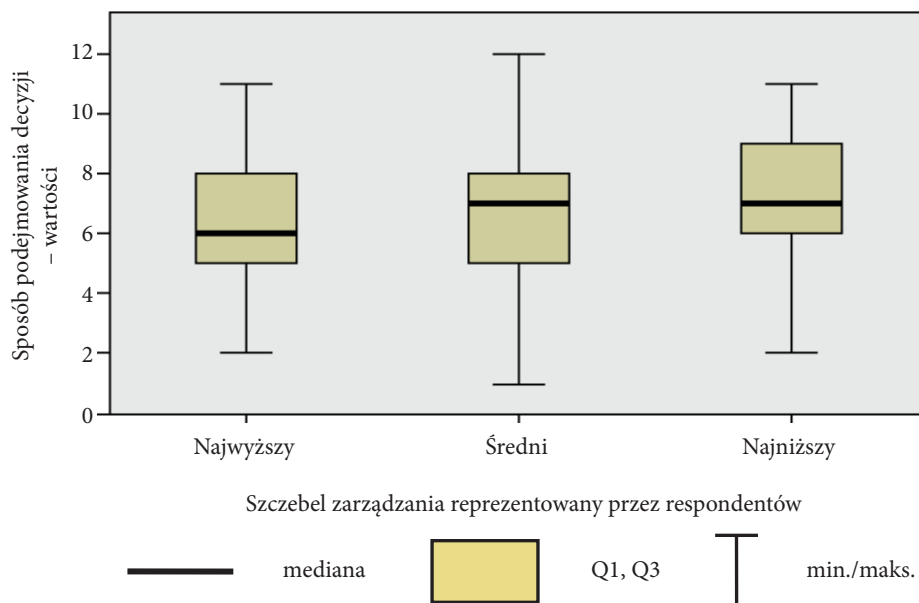 Sposób podejmowania decyzji
– wartości
12
10
8
6
4
2
0
Najwyższy Średni Najniższy
Szczebel zarządzania reprezentowany przez respondentów
mediana Q1, Q3 min./maks.